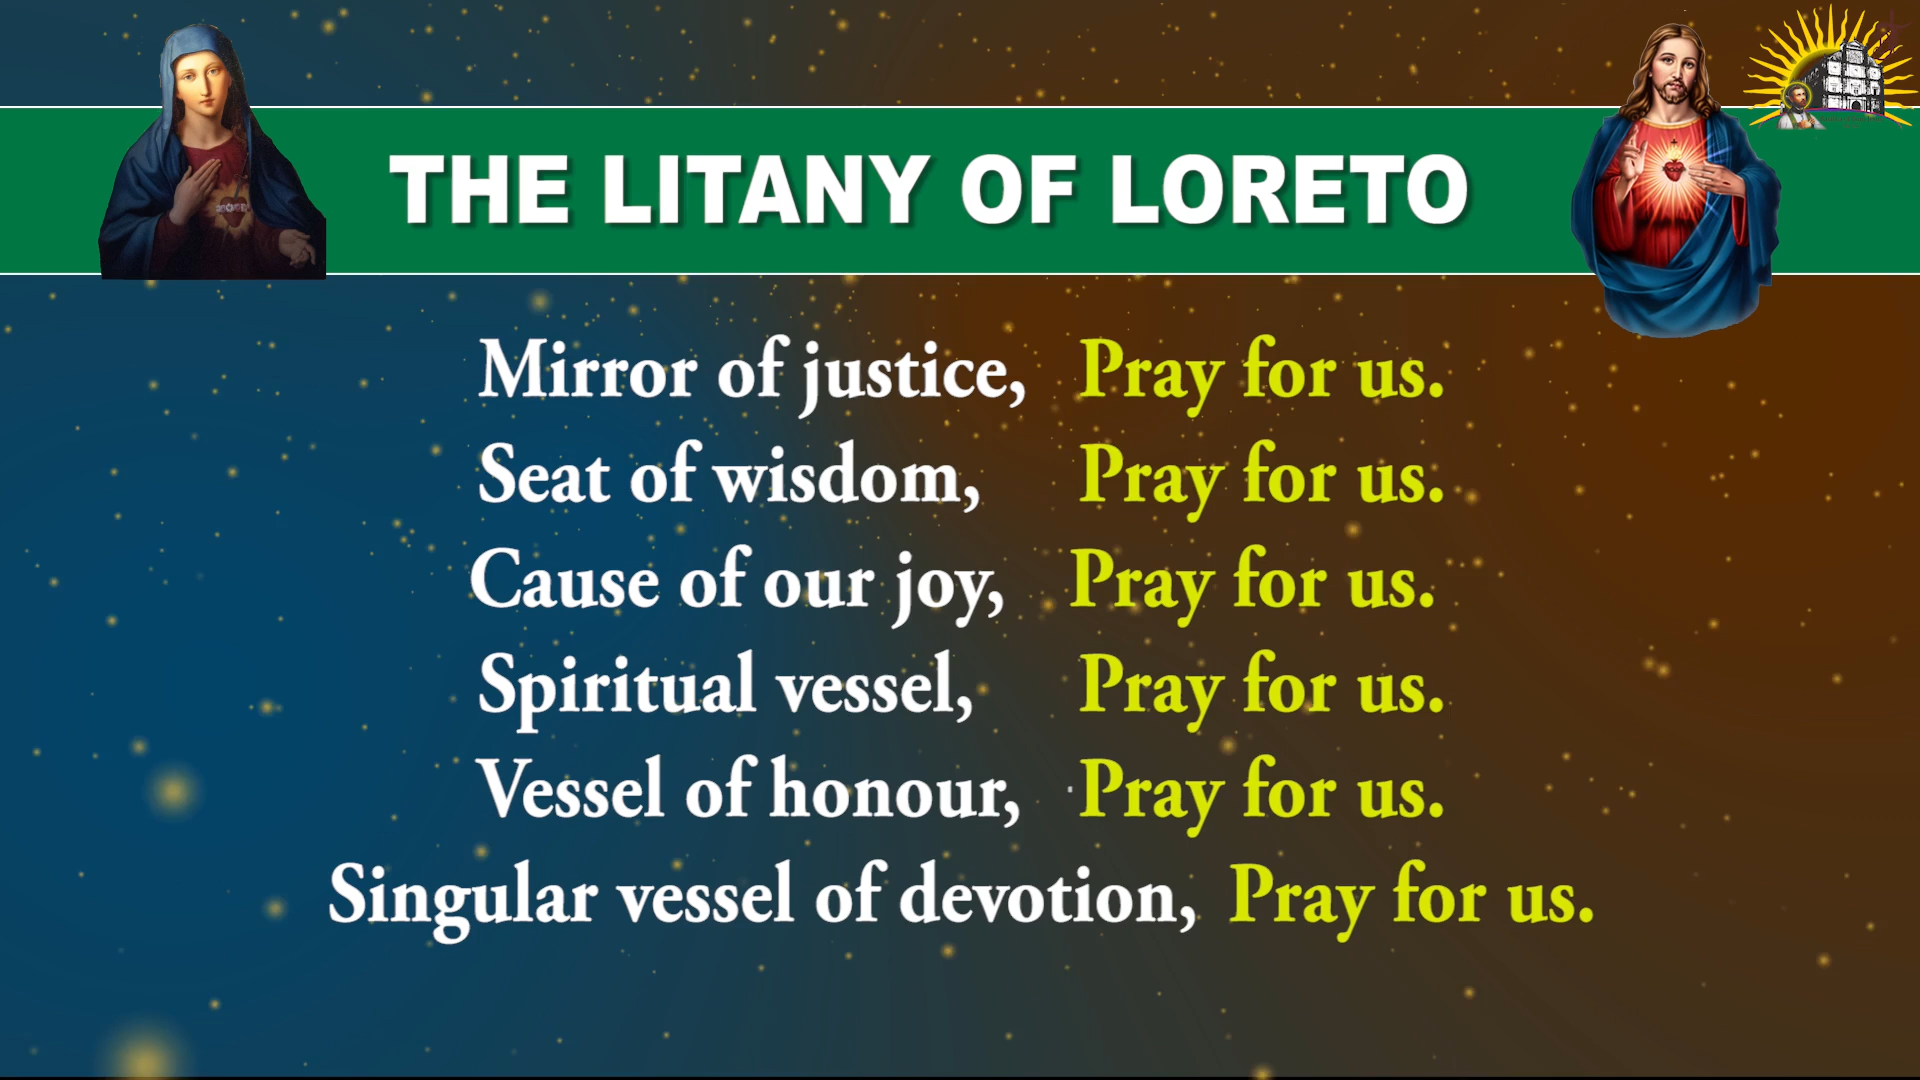 THE LITANY OF LORETO
Mirror of justice, Pray for us.
Seat of wisdom, Pray for us.
Cause of our joy, Pray for us.
Spiritual vessel, Pray for us.
Vessel of honour, Pray for us.
Singular vessel of devotion, Pray for us.